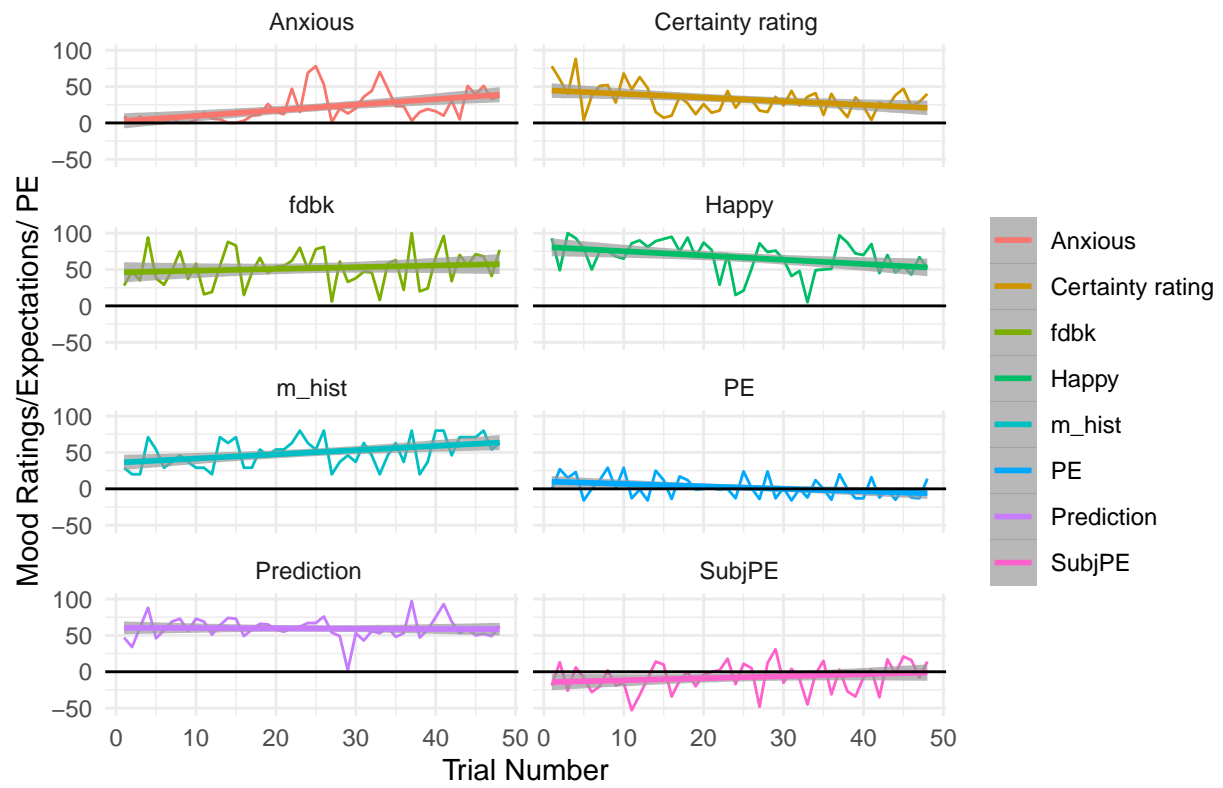 Anxious Certainty rating
100
50
0
−50
fdbk Happy
100
50
0
−50
m_hist PE
100
50
0
−50
Prediction SubjPE
100
50
0
−50
0 10 20 30 40 50 0 10 20 30 40 50
Trial Number
Mood Ratings/Expectations/ PE
Anxious
Certainty rating
fdbk
Happy
m_hist
PE
Prediction
SubjPE